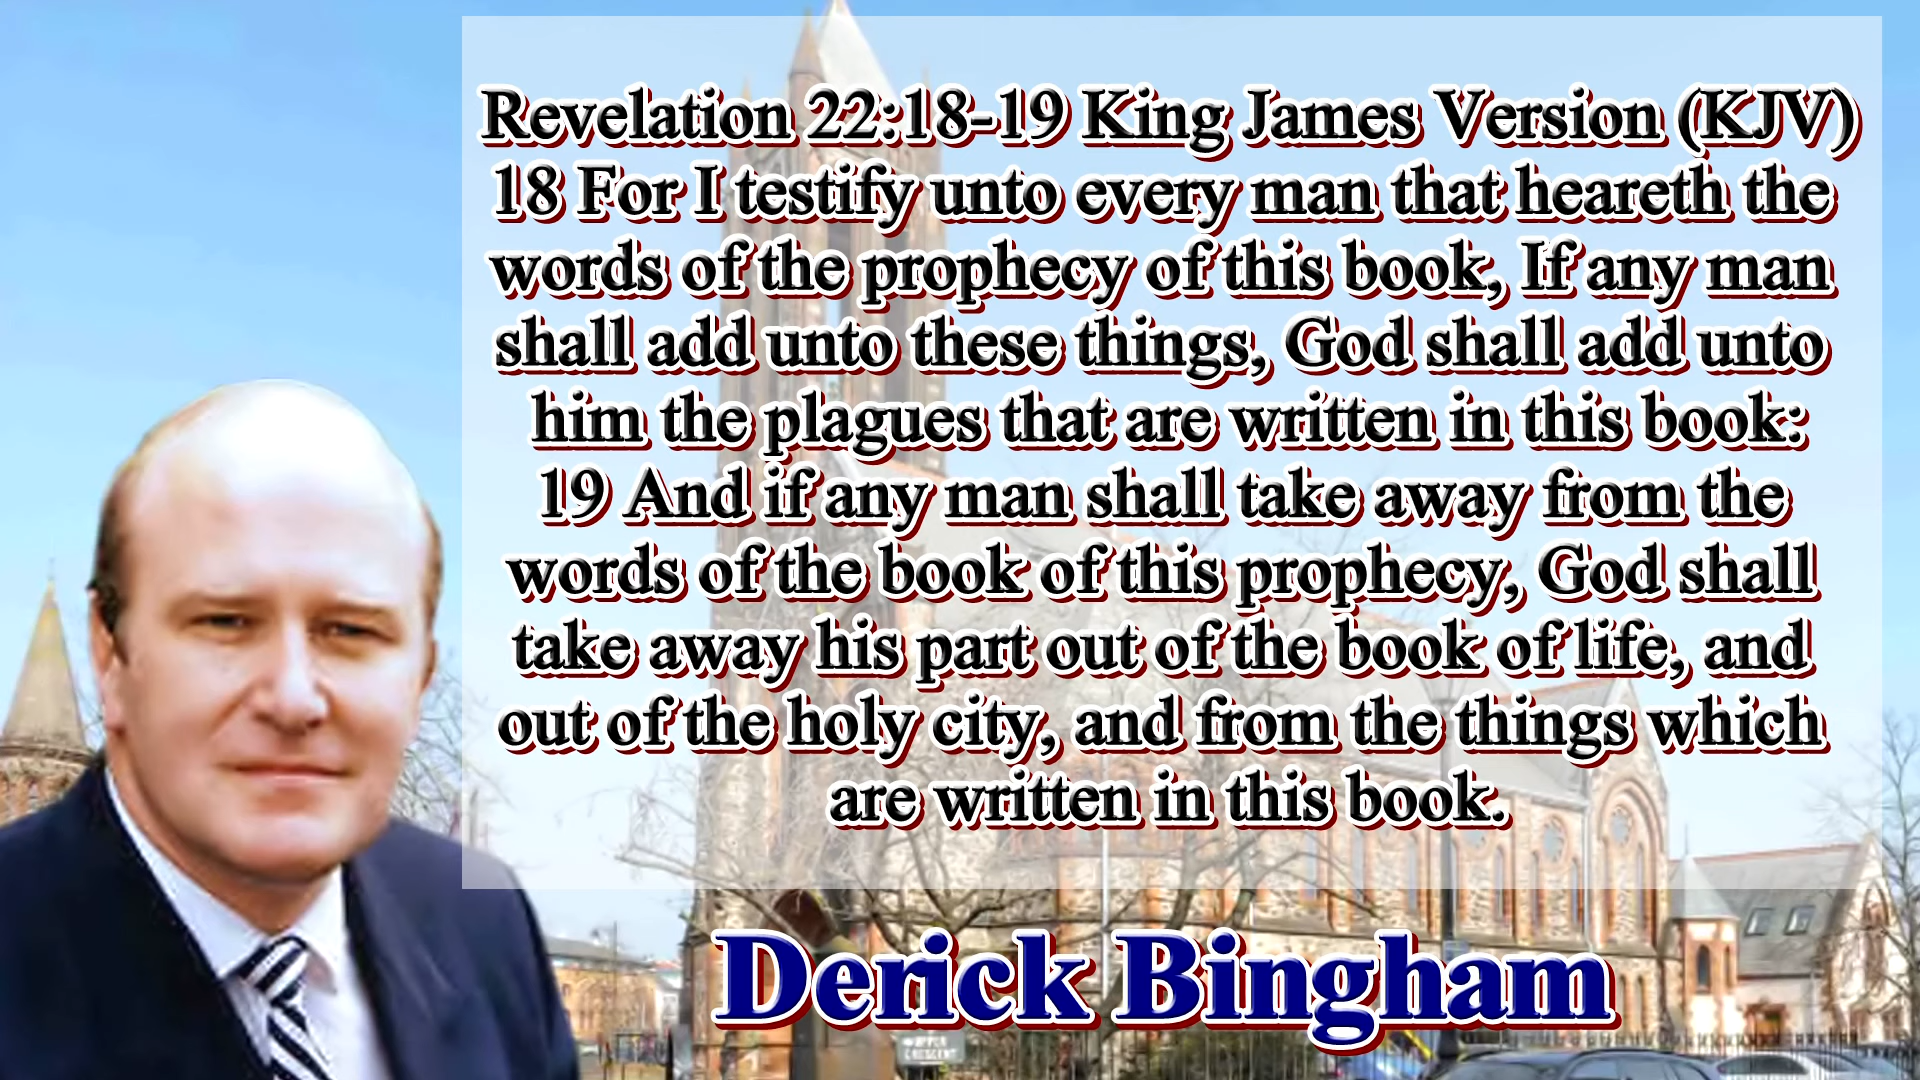 Revelation 22:18-19 King James Version (KJV)
18 For I testify unto every man that heareth the
words of the prophecy of this book, If any man
shall add unto these things, God shall add unto
him the plagues that are written in this book:
19 And if any man shall take away from the
words of the book of this prophecy, God shall
take away his part out of the book of life, and
out of the holy city, and from the things which
are written in this book.
Derick Bingham
UPPER
CRESCENT